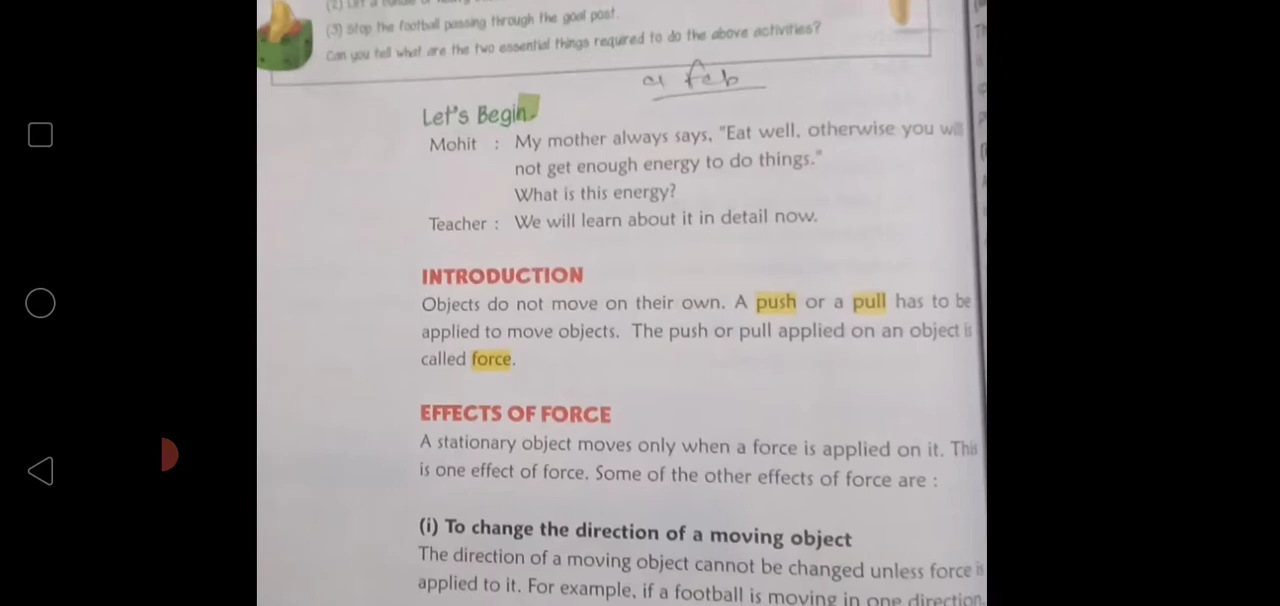 (3) Stop the football passing through the goal post.
Can you tell what are the two essential things required to do the above activities?
Let's Begin
Mohit : My mother always says, "Eat well, otherwise you will
not get enough energy to do things."
What is this energy?
Teacher : We will learn about it in detail now.
INTRODUCTION
Objects do not move on their own. A push or a pull has to be
applied to move objects. The push or pull applied on an object is
called force.
EFFECTS OF FORCE
A stationary object moves only when a force is applied on it. This
is one effect of force. Some of the other effects of force are :
(i) To change the direction of a moving object
The direction of a moving object cannot be changed unless force is
applied to it. For example, if a football is moving in one direction,